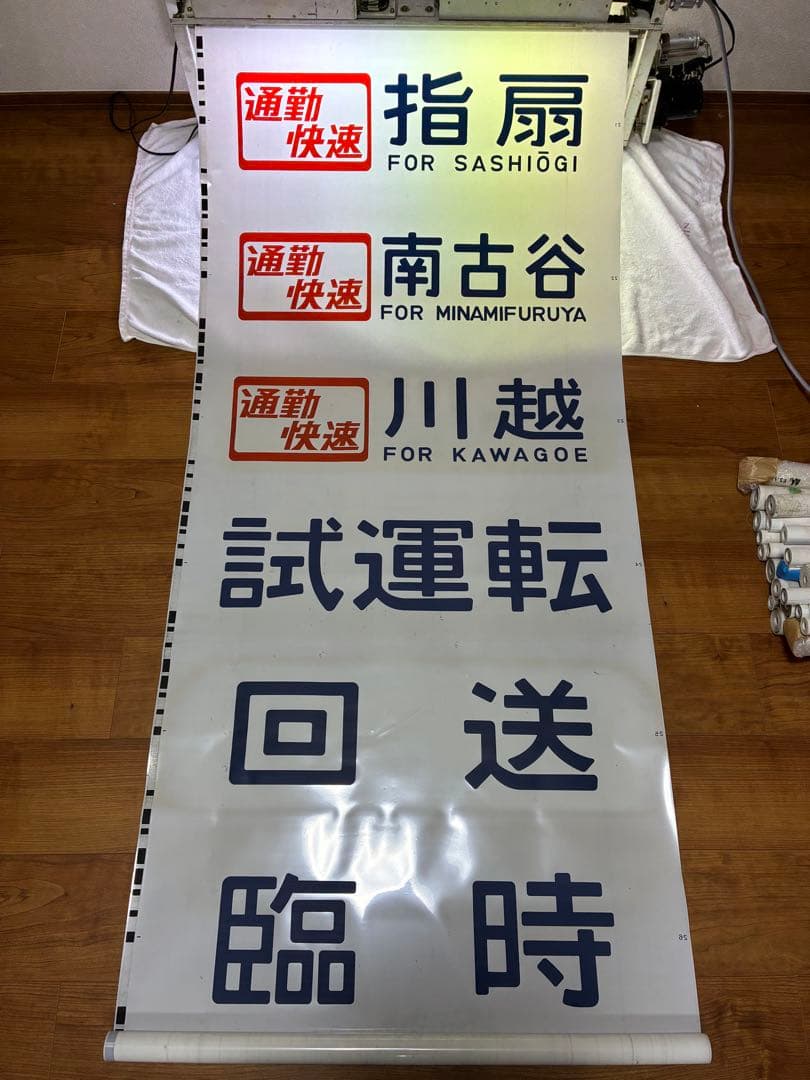 通勤
快速
指扇
FOR SASHIŌGI
通勤
快速
南古谷
FOR MINAMIFURUYA
通勤
快速
川越
FOR KAWAGOE
試運転
回送
臨時